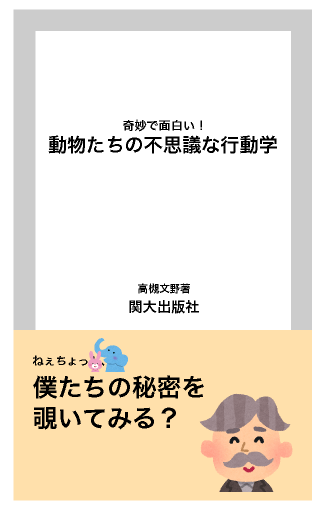 奇妙で面白い！
動物たちの不思議な行動学
高槻文野著
関大出版社
ねぇちょっ
僕たちの秘密を
覗いてみる？